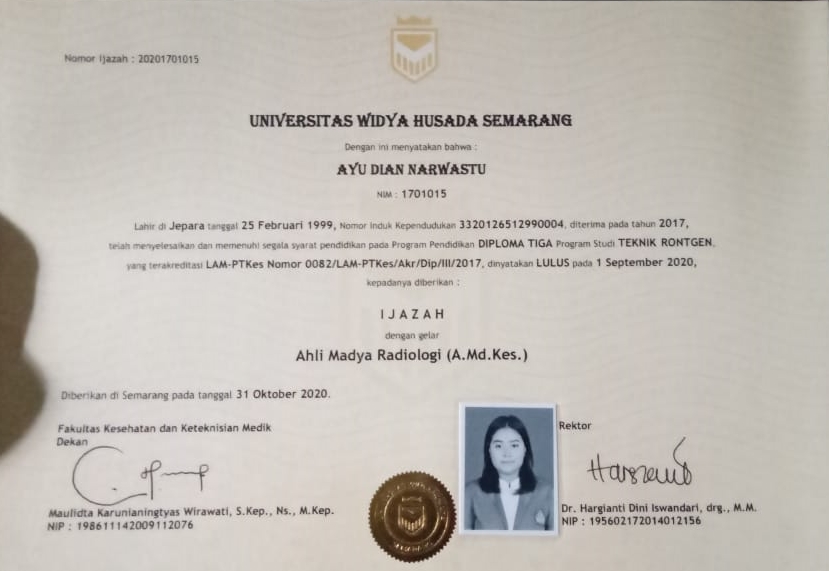 Nomor Ijazah : 20201701015
UNIVERSITAS WIDYA HUSADA SEMARANG
Dengan ini menyatakan bahwa :
AYU DIAN NARWASTU
NIM : 1701015
Lahir di Jepara tanggal 25 Februari 1999, Nomor Induk Kependudukan 3320126512990004, diterima pada tahun 2017,
telah menyelesaikan dan memenuhi segala syarat pendidikan pada Program Pendidikan DIPLOMA TIGA Program Studi TEKNIK RONTGEN,
yang terakreditasi LAM-PTKes Nomor 0082/LAM-PTKes/Akr/Dip/III/2017, dinyatakan LULUS pada 1 September 2020,
kepadanya diberikan :
I J A Z A H
dengan gelar
Ahli Madya Radiologi (A.Md.Kes.)
Diberikan di Semarang pada tanggal 31 Oktober 2020.
Fakultas Kesehatan dan Keteknisian Medik
Dekan
Maulidta Karunianingtyas Wirawati, S.Kep., Ns., M.Kep.
NIP : 198611142009112076
Rektor
Dr. Hargianti Dini Iswandari, drg., M.M.
NIP : 195602172014012156